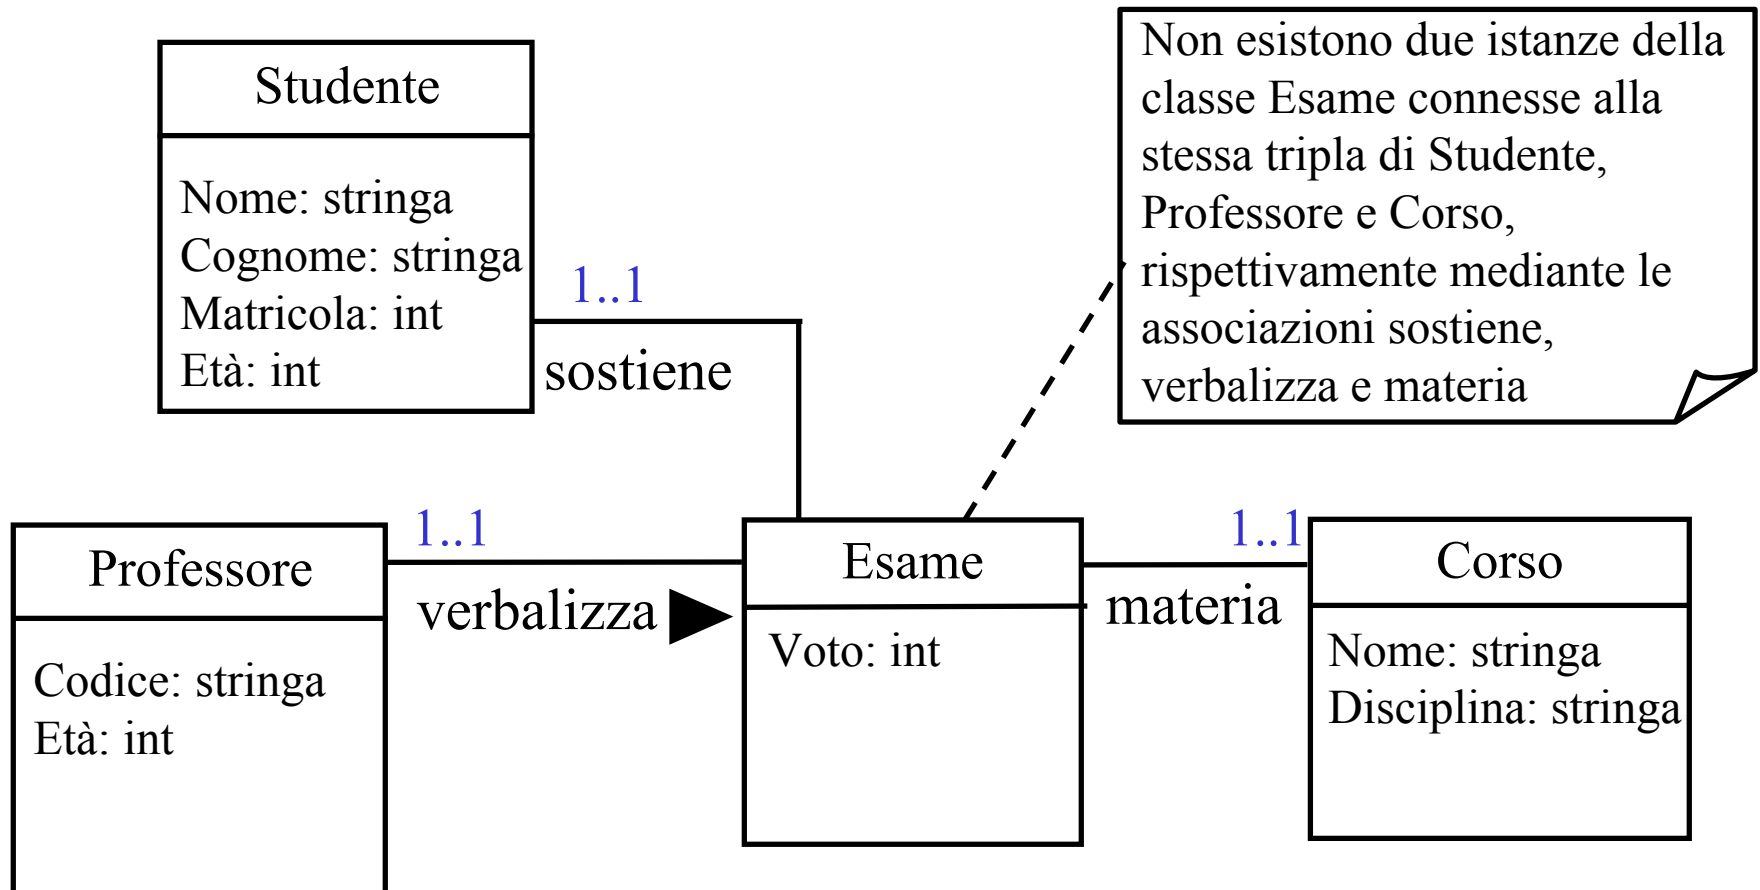 Studente
Nome: stringa
Cognome: stringa
Matricola: int
Età: int
1..1
sostiene
Non esistono due istanze della
classe Esame connesse alla
stessa tripla di Studente,
Professore e Corso,
rispettivamente mediante le
associazioni sostiene,
verbalizza e materia
Professore
Codice: stringa
Età: int
1..1
verbalizza
Esame
Voto: int
1..1
materia
Corso
Nome: stringa
Disciplina: stringa